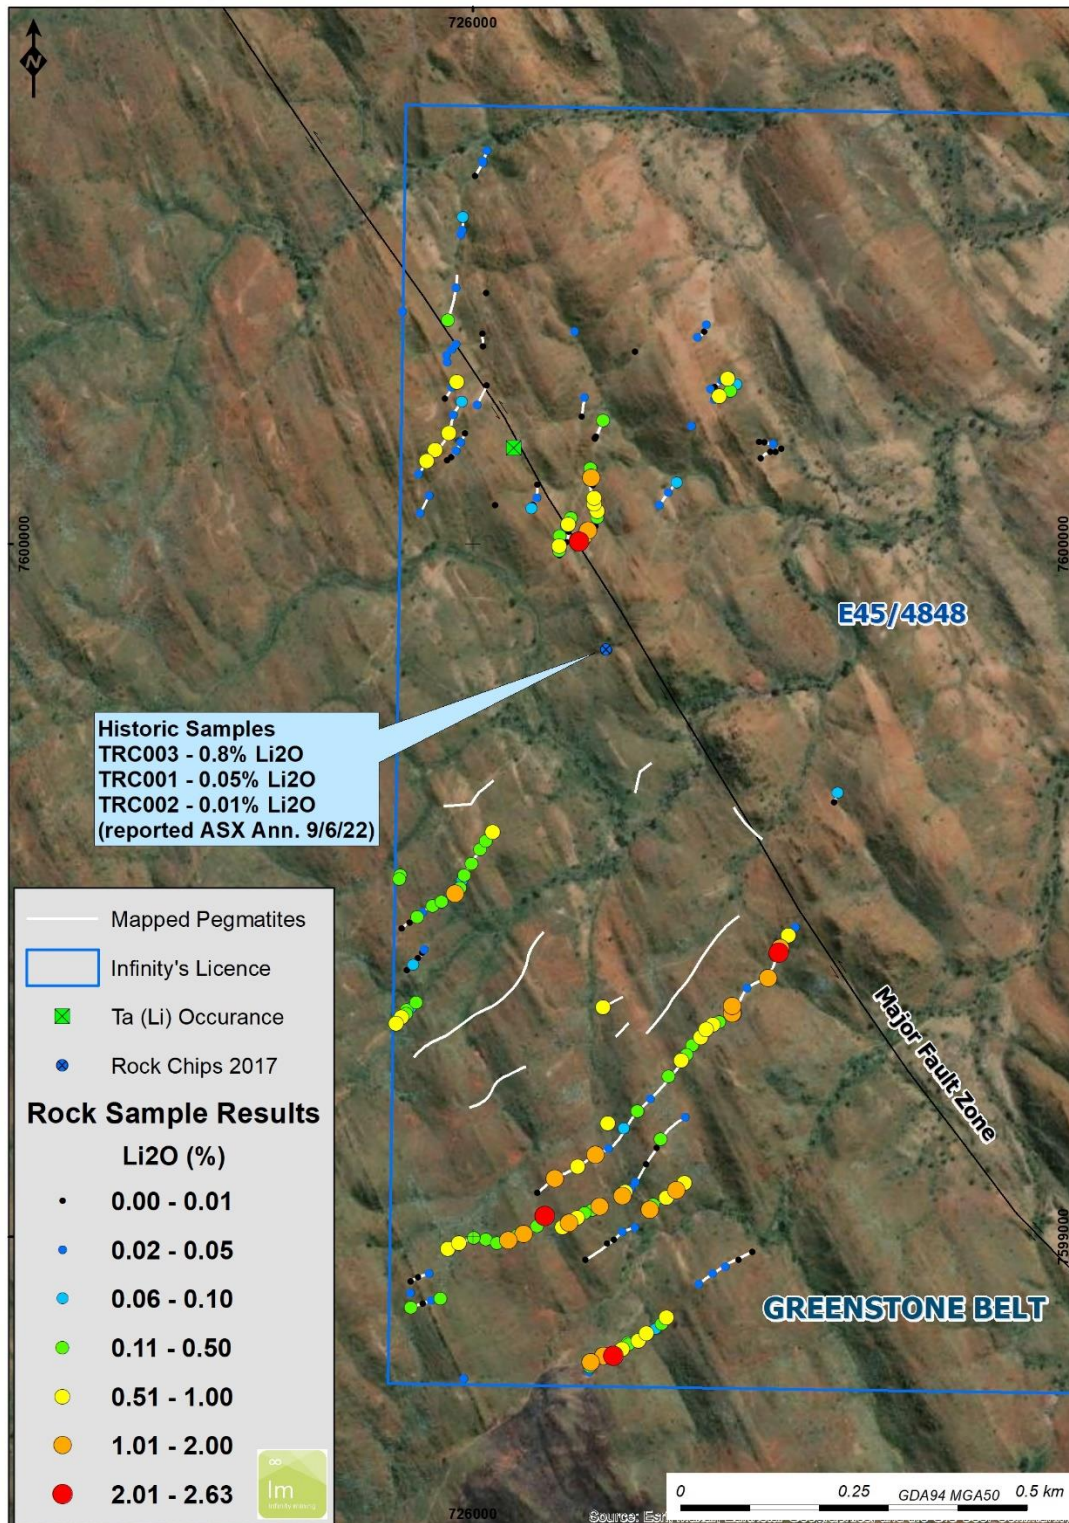 726000
N
7600000
7600000
E45/4848
Historic Samples
TRC003 - 0.8% Li2O
TRC001 - 0.05% Li2O
TRC002 - 0.01% Li2O
(reported ASX Ann. 9/6/22)
Mapped Pegmatites
Infinity's Licence
Ta (Li) Occurance
Rock Chips 2017
Rock Sample Results
Li2O (%)
0.00 - 0.01
0.02 - 0.05
0.06 - 0.10
0.11 - 0.50
0.51 - 1.00
1.01 - 2.00
2.01 - 2.63
Im
infinity mining
Major Fault Zone
7599000
GREENSTONE BELT
0 0.25 0.5 km
GDA94 MGA50
726000
Source: Esri